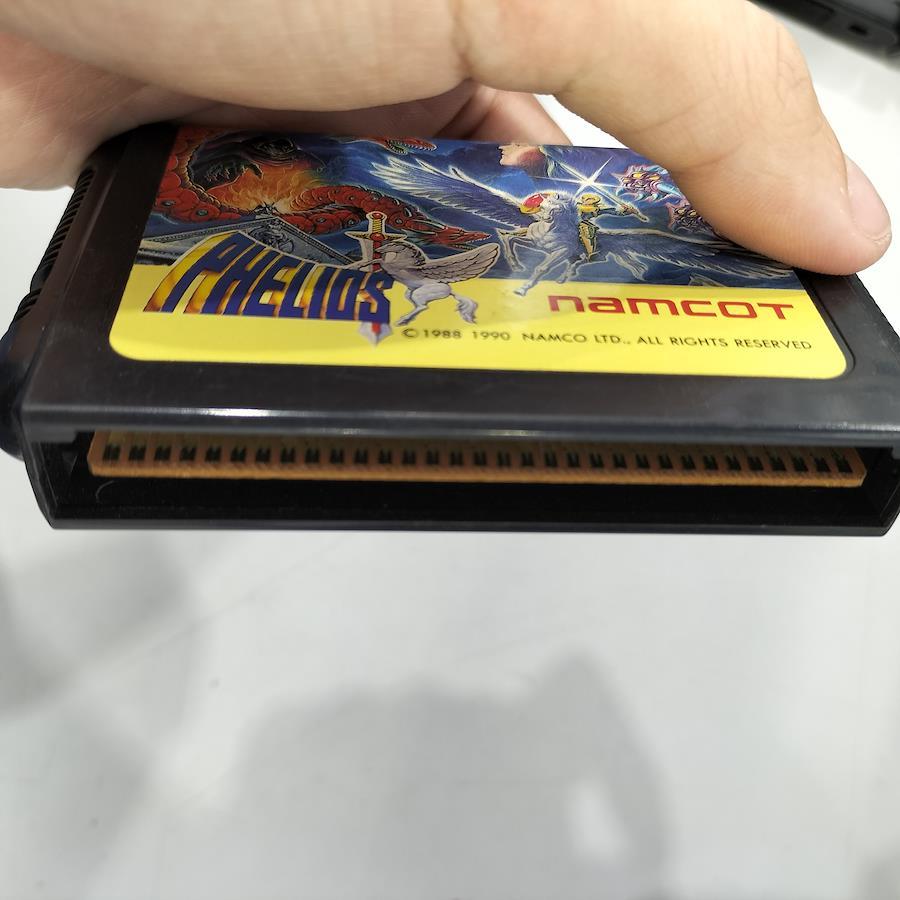 PHELIOS
namcoT
©1988 1990 NAMCO LTD., ALL RIGHTS RESERVED